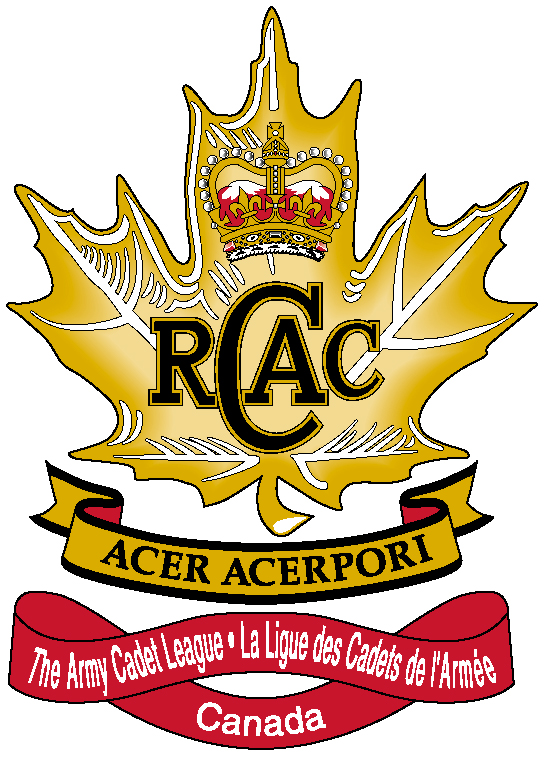 RCAC
ACER ACERPORI
The Army Cadet League • La Ligue des Cadets de l'Armée
Canada